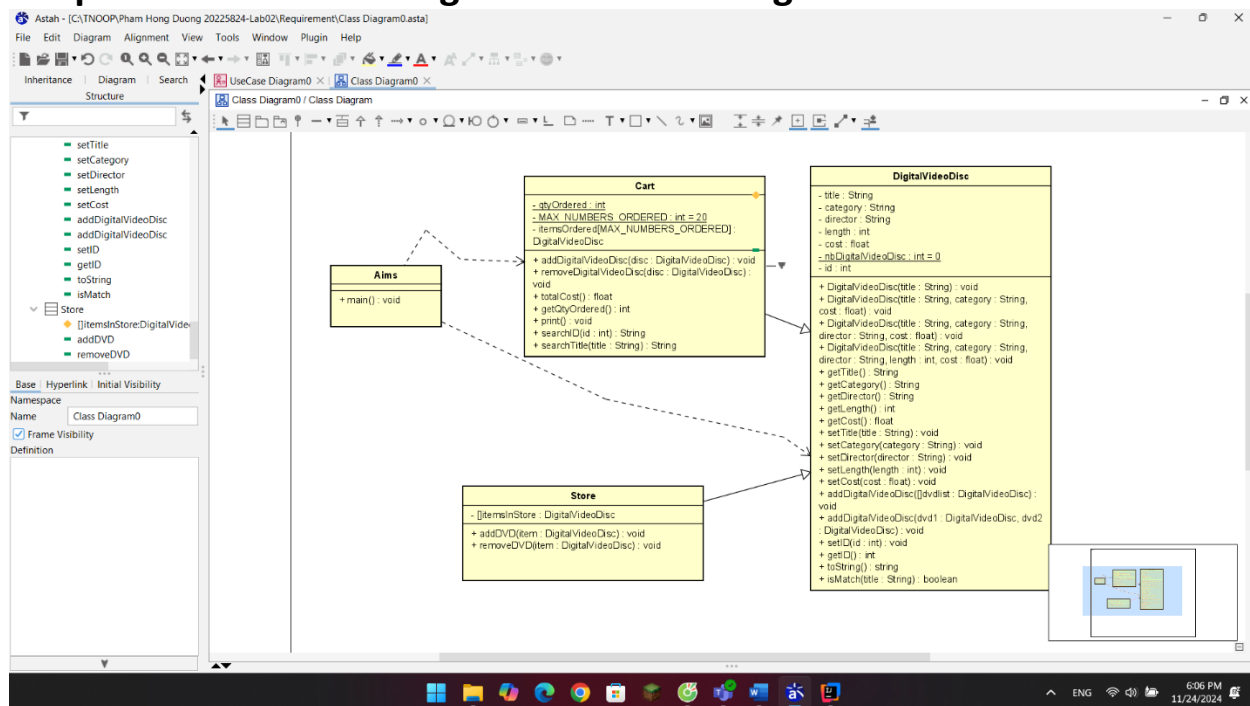 Astah - [C:\TNOOP\Pham Hong Duong 20225824-Lab02\Requirement\Class Diagram0.asta]
File Edit Diagram Alignment View Tools Window Plugin Help
Inheritance Diagram Search
Structure
UseCase Diagram0
Class Diagram0
Class Diagram0 / Class Diagram
setTitle
setCategory
setDirector
setLength
setCost
addDigitalVideoDisc
addDigitalVideoDisc
setID
getID
toString
isMatch
Store
[]itemsInStore:DigitalVide
addDVD
removeDVD
Base Hyperlink Initial Visibility
Namespace
Name Class Diagram0
Frame Visibility
Definition
Aims
+ main() : void
Cart
- qtyOrdered : int
- MAX_NUMBERS_ORDERED : int = 20
- itemsOrdered[MAX_NUMBERS_ORDERED] :
DigitalVideoDisc
+ addDigitalVideoDisc(disc : DigitalVideoDisc) : void
+ removeDigitalVideoDisc(disc : DigitalVideoDisc) :
void
+ totalCost() : float
+ getQtyOrdered() : int
+ print() : void
+ searchID(id : int) : String
+ searchTitle(title : String) : String
Store
- []itemsInStore : DigitalVideoDisc
+ addDVD(item : DigitalVideoDisc) : void
+ removeDVD(item : DigitalVideoDisc) : void
DigitalVideoDisc
- title : String
- category : String
- director : String
- length : int
- cost : float
- nbDigitalVideoDisc : int = 0
- id : int
+ DigitalVideoDisc(title : String) : void
+ DigitalVideoDisc(title : String, category : String,
cost : float) : void
+ DigitalVideoDisc(title : String, category : String,
director : String, cost : float) : void
+ DigitalVideoDisc(title : String, category : String,
director : String, length : int, cost : float) : void
+ getTitle() : String
+ getCategory() : String
+ getDirector() : String
+ getLength() : int
+ getCost() : float
+ setTitle(title : String) : void
+ setCategory(category : String) : void
+ setDirector(director : String) : void
+ setLength(length : int) : void
+ setCost(cost : float) : void
+ addDigitalVideoDisc([]dvdlist : DigitalVideoDisc) :
void
+ addDigitalVideoDisc(dvd1 : DigitalVideoDisc, dvd2
: DigitalVideoDisc) : void
+ setID(id : int) : void
+ getID() : int
+ toString() : string
+ isMatch(title : String) : boolean
ENG
6:06 PM
11/24/2024